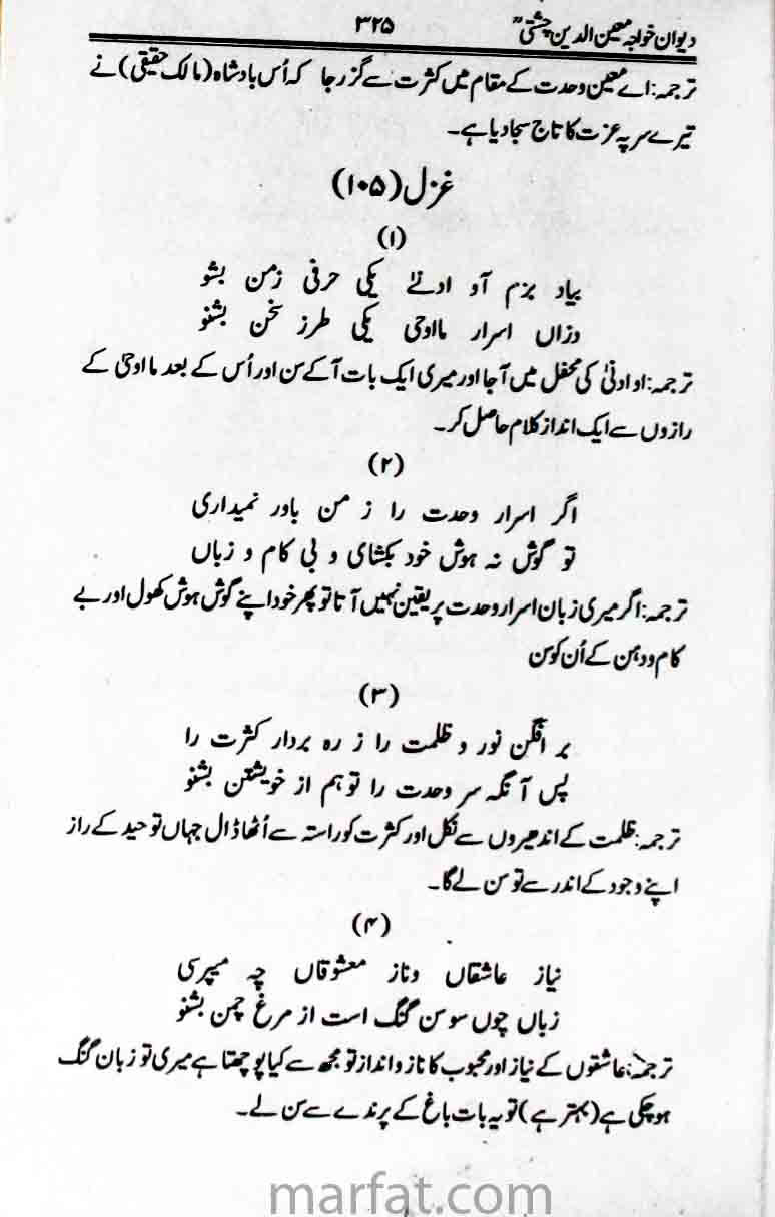 دیوان خواجہ معین الدین چشتیؒ ۳۲۵
ترجمہ: اے معین وحدت کے مقام میں کثرت سے گزر جا کہ اُس بادشاہ (مالک حقیقی) نے
تیرے سر پہ عزت کا تاج سجا دیا ہے۔
غزل (۱۰۵)
(۱)
بیاد بزم آو ادنےٰ یکی حرفی زمن بشو
وزاں اسرار مااوحی یکی طرز سخن بشنو
ترجمہ: او ادنیٰ کی محفل میں آ جا اور میری ایک بات آ کے سن اور اُس کے بعد ما اوحیٰ کے
رازوں سے ایک انداز کلام حاصل کر۔
(۲)
اگر اسرار وحدت را ز من باور نمیداری
تو گوش نہ ہوش خود بکشای و بی کام و زباں
ترجمہ: اگر میری زبان اسرار وحدت پر یقین نہیں آتا تو پھر خود اپنے گوش ہوش کھول اور بے
کام و دہن کے اُن کو سن
(۳)
بر افگن نور و ظلمت را ز رہ بردار کثرت را
پس آنگہ سر وحدت را تو ہم از خویشتن بشنو
ترجمہ: ظلمت کے اندھیروں سے نکل اور کثرت کو راستہ سے اُٹھا ڈال جہاں توحید کے راز
اپنے وجود کے اندر سے تو سن لے گا۔
(۴)
نیاز عاشقاں وناز معشوقاں چہ میپرسی
زباں چوں سوسن گنگ است از مرغ چمن بشنو
ترجمہ: عاشقوں کے نیاز اور محبوب کا ناز و انداز تو مجھ سے کیا پوچھتا ہے میری تو زبان گنگ
ہو چکی ہے (بہتر ہے) تو یہ بات باغ کے پرندے سے سن لے۔
marfat.com